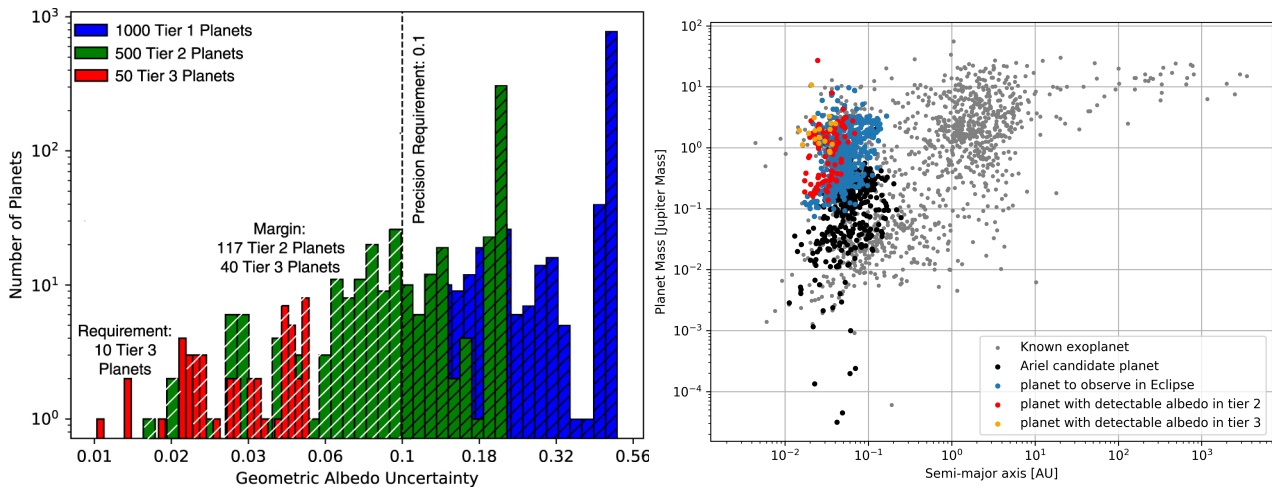 1000 Tier 1 Planets
500 Tier 2 Planets
50 Tier 3 Planets
Precision Requirement: 0.1
Margin:
117 Tier 2 Planets
40 Tier 3 Planets
Requirement:
10 Tier 3
Planets
Number of Planets
10³
10²
10¹
10⁰
0.01 0.02 0.03 0.06 0.1 0.18 0.32 0.56
Geometric Albedo Uncertainty
Planet Mass [Jupiter Mass]
10²
10¹
10⁰
10⁻¹
10⁻²
10⁻³
10⁻⁴
Known exoplanet
Ariel candidate planet
planet to observe in Eclipse
planet with detectable albedo in tier 2
planet with detectable albedo in tier 3
10⁻² 10⁻¹ 10⁰ 10¹ 10² 10³
Semi-major axis [AU]